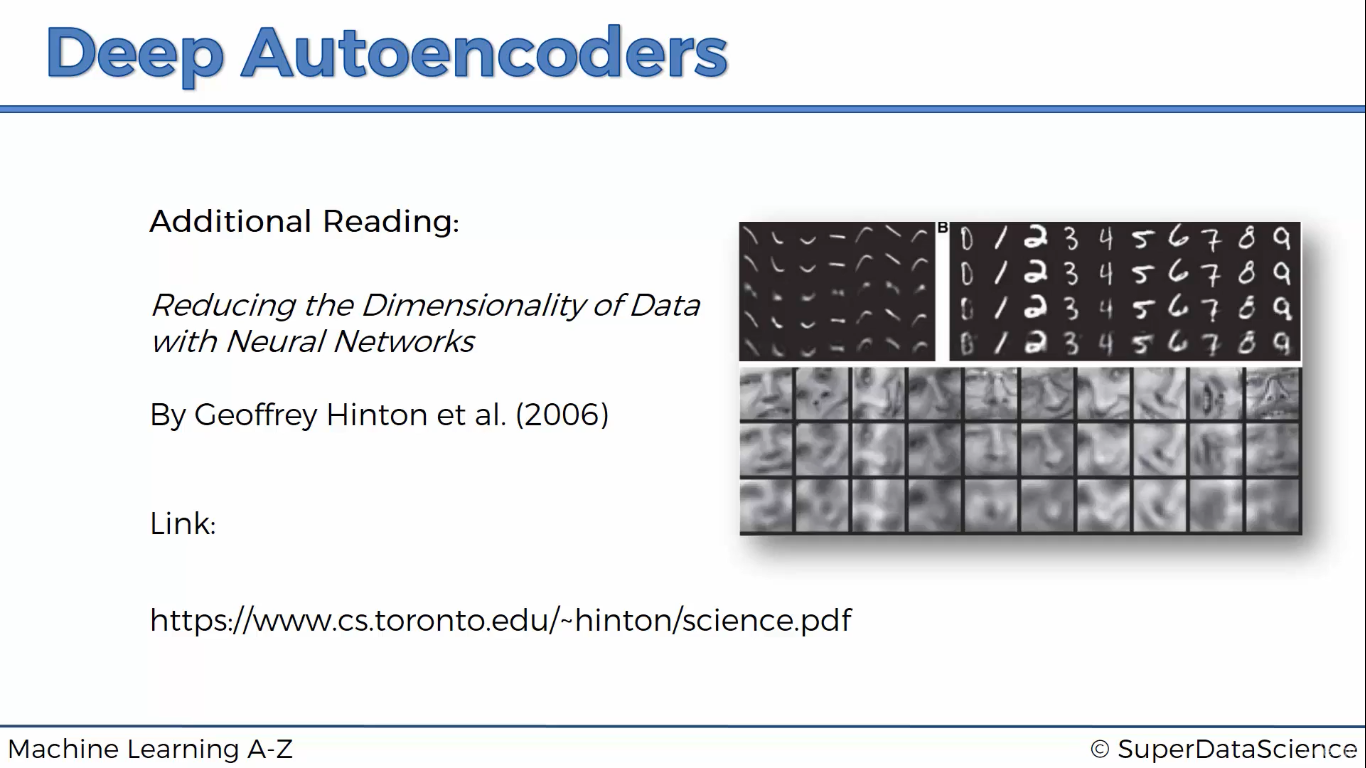 Deep Autoencoders
Additional Reading:
Reducing the Dimensionality of Data
with Neural Networks
By Geoffrey Hinton et al. (2006)
Link:
https://www.cs.toronto.edu/~hinton/science.pdf
B
0 1 2 3 4 5 6 7 8 9
0 1 2 3 4 5 6 7 8 9
0 1 2 3 4 5 6 7 8 9
0 1 2 3 4 5 6 7 8 9
Machine Learning A-Z
© SuperDataScience